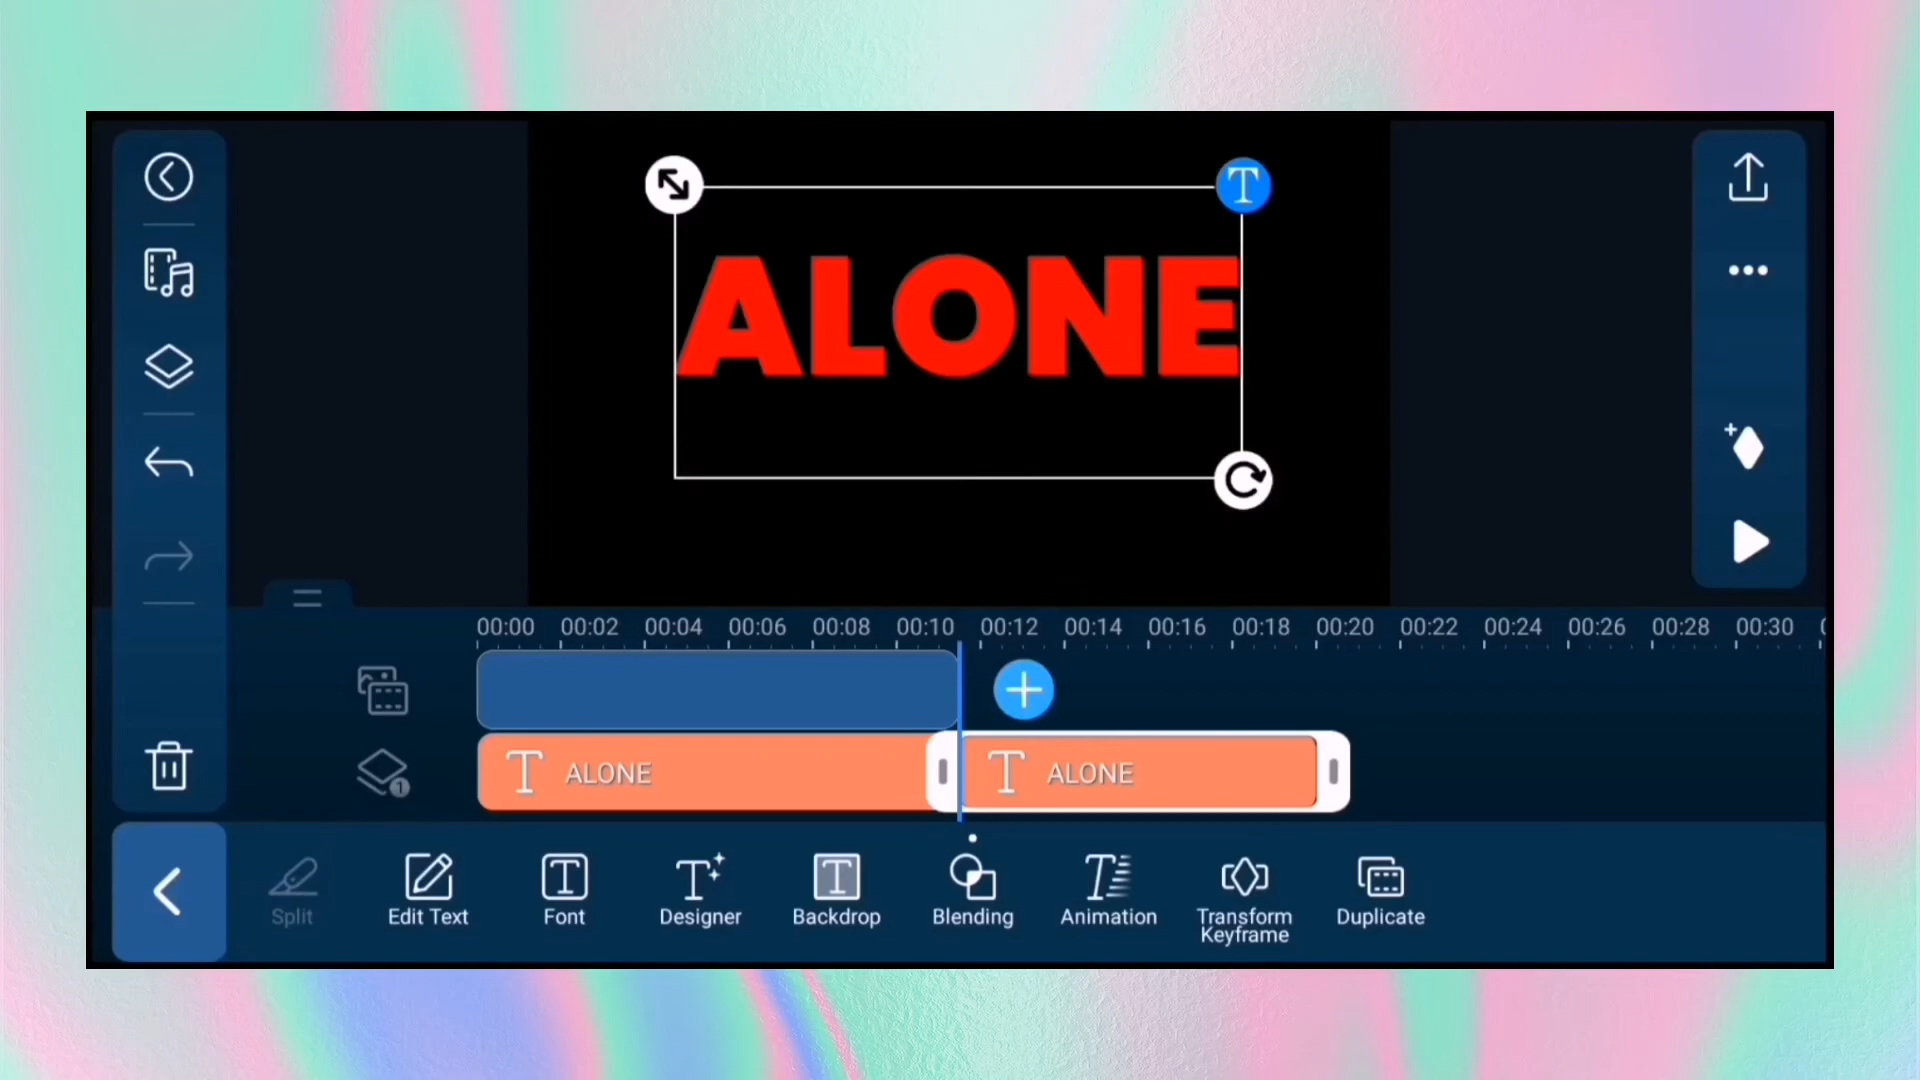 ALONE
00:00 00:02 00:04 00:06 00:08 00:10 00:12 00:14 00:16 00:18 00:20 00:22 00:24 00:26 00:28 00:30
T ALONE T ALONE
1
Split Edit Text Font Designer Backdrop Blending Animation Transform Keyframe Duplicate